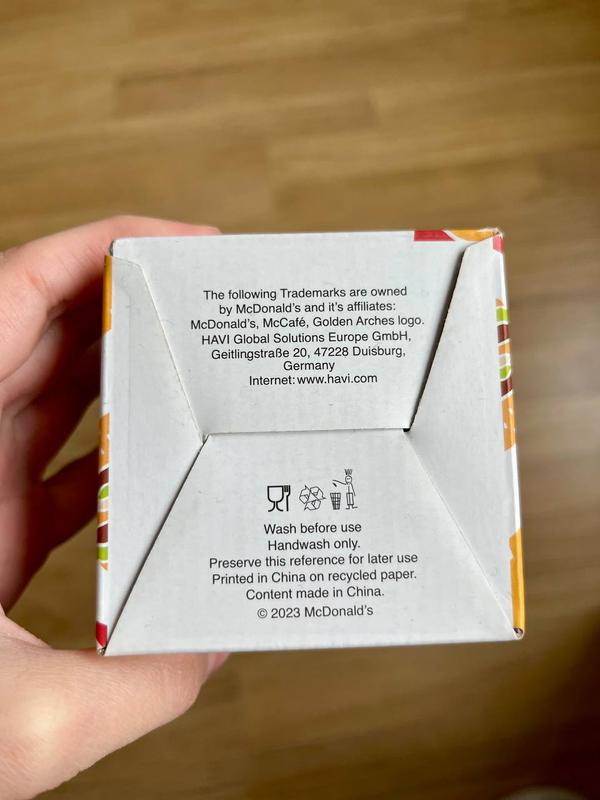 The following Trademarks are owned
by McDonald's and it's affiliates:
McDonald's, McCafé, Golden Arches logo.
HAVI Global Solutions Europe GmbH,
Geitlingstraße 20, 47228 Duisburg,
Germany
Internet: www.havi.com
Wash before use
Handwash only.
Preserve this reference for later use
Printed in China on recycled paper.
Content made in China.
© 2023 McDonald's